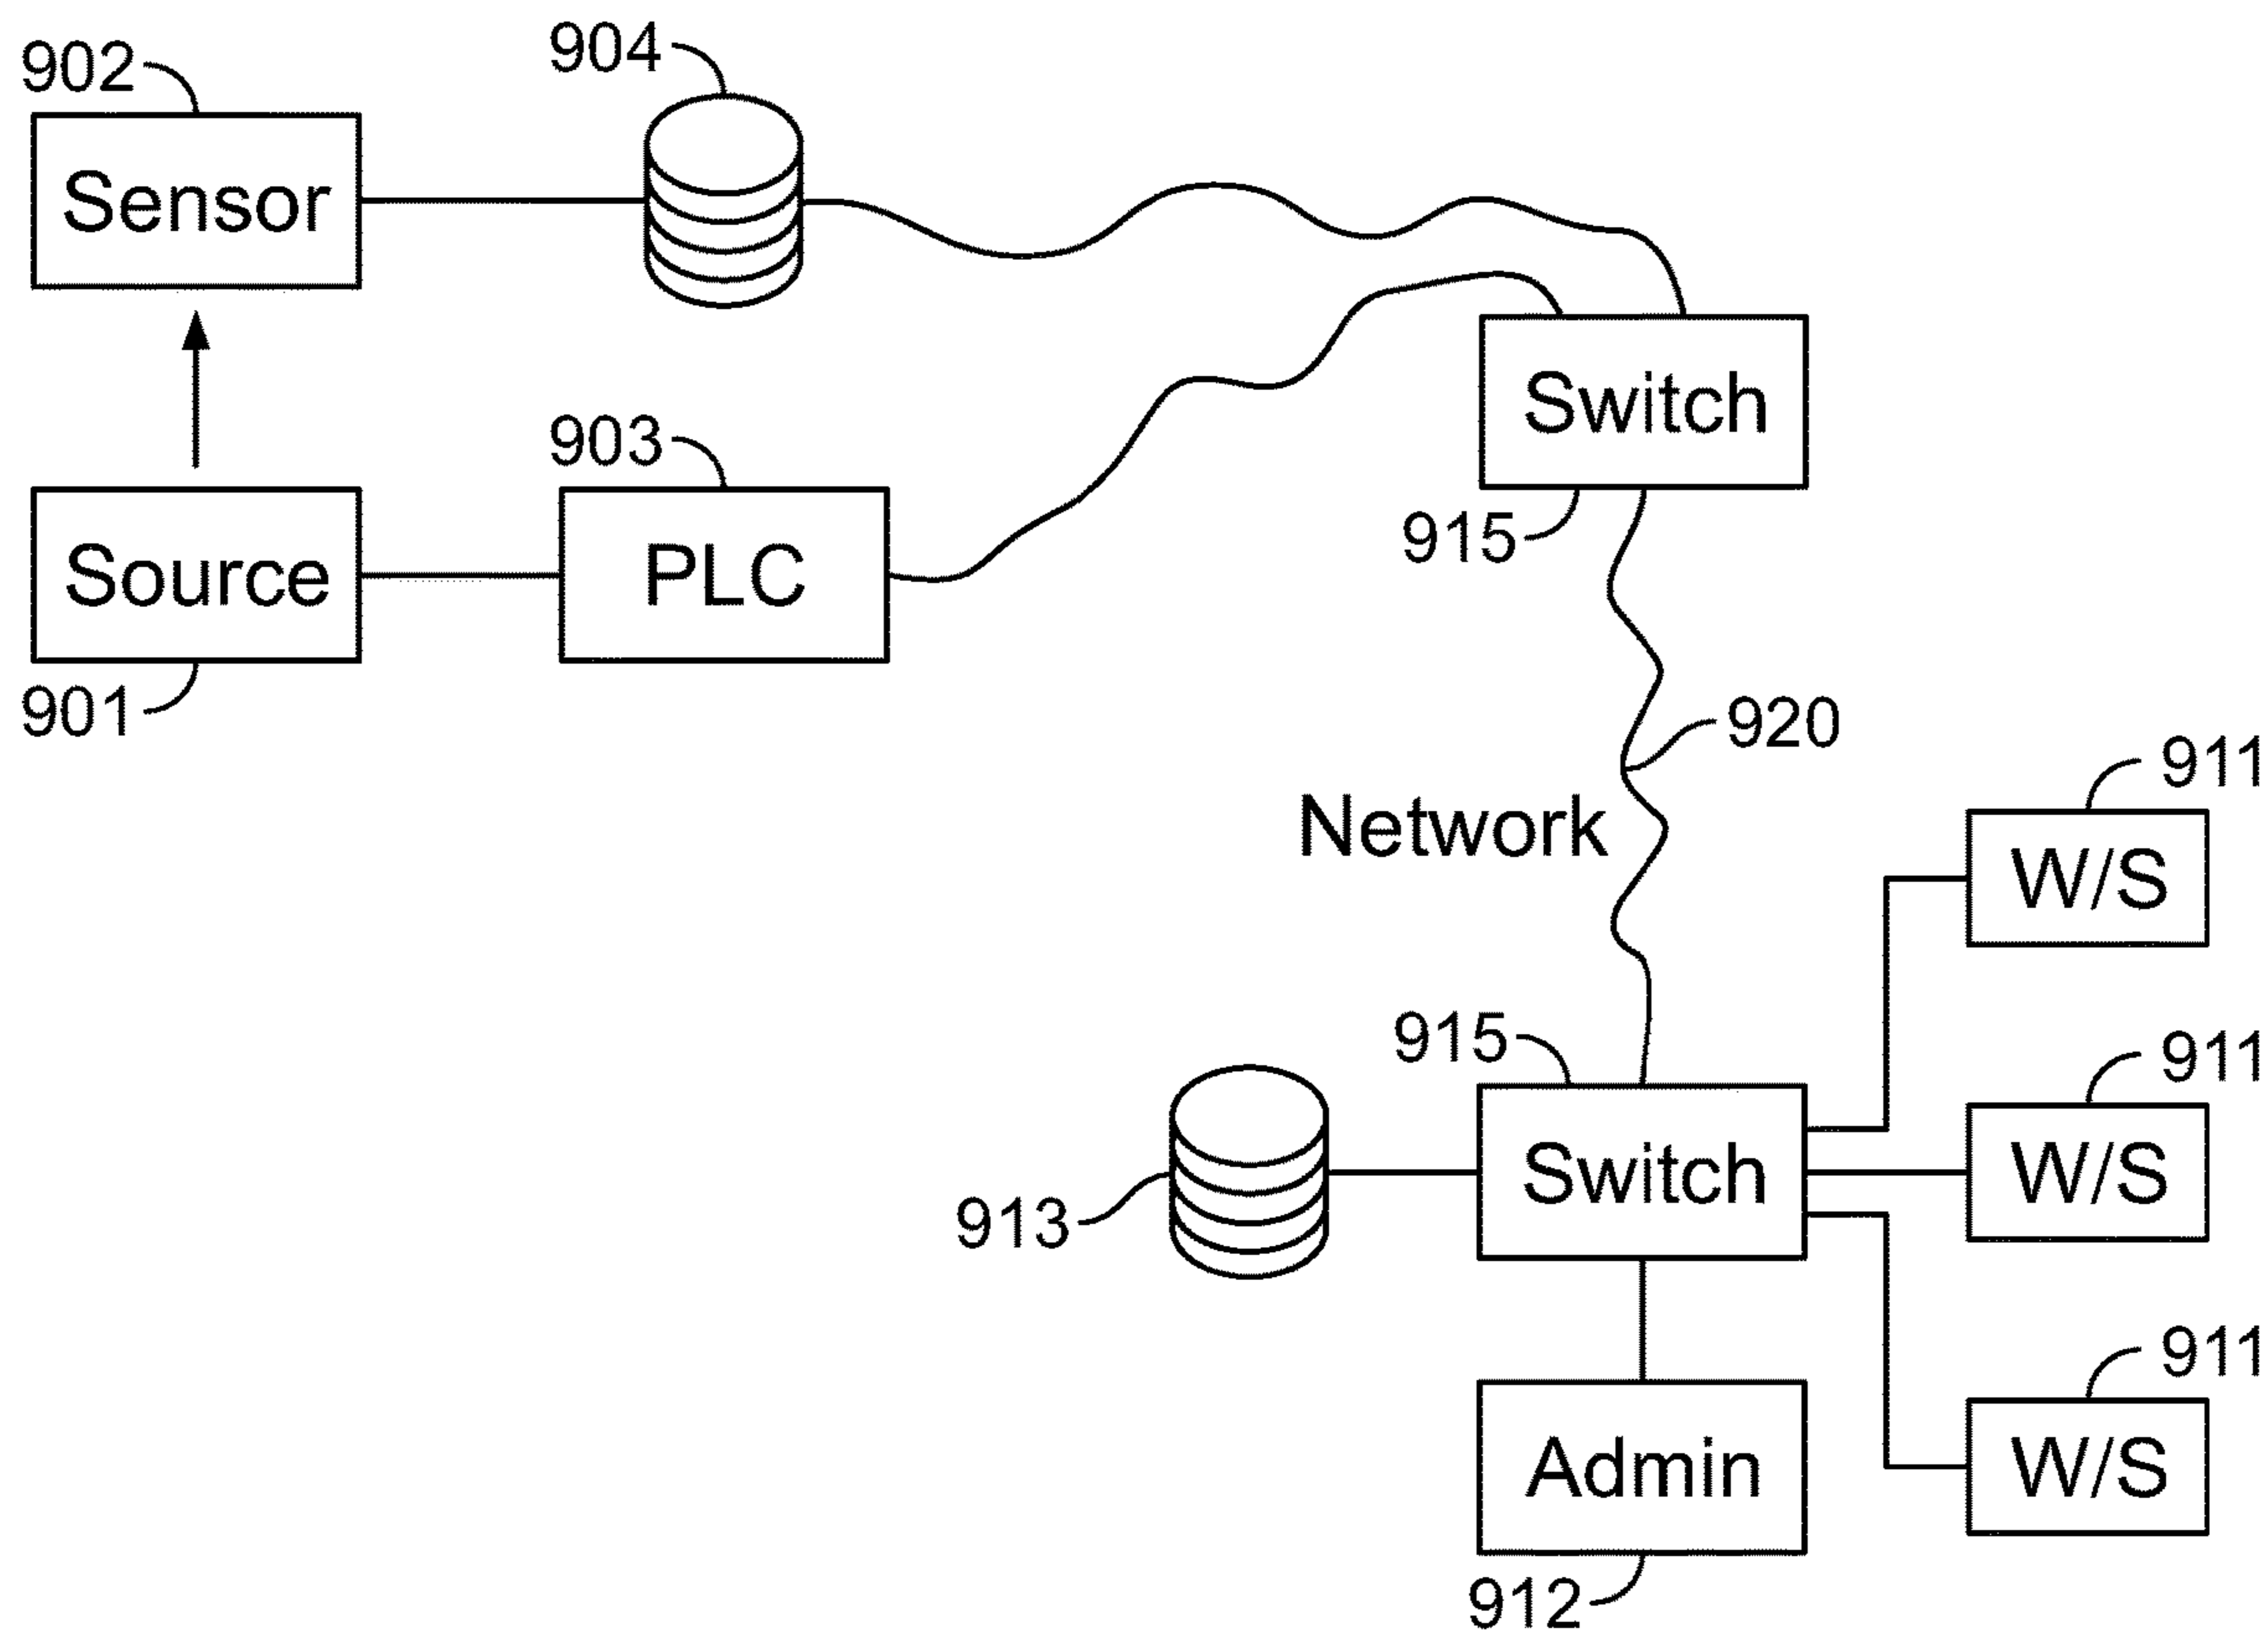 902
904
Sensor
Switch
903
915
Source
PLC
901
920
911
Network
W/S
915
911
913
Switch
W/S
911
Admin
W/S
912